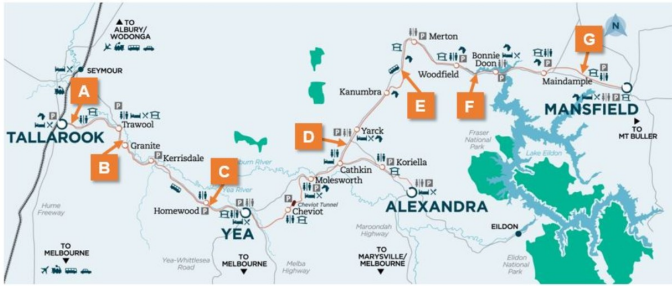 ▲ TO
ALBURY/
WODONGA
SEYMOUR
A
TALLAROOK
Trawool
B
Granite
Kerrisdale
C
Homewood
YEA
Yea River
Hume
Freeway
TO
MELBOURNE
Yea-Whittlesea
Road
TO
MELBOURNE
Melba
Highway
Cheviot
Cheviot Tunnel
Molesworth
Cathkin
D
Yarck
Koriella
ALEXANDRA
Maroondah
Highway
TO
MARYSVILLE/
MELBOURNE
Kanumbra
E
Merton
Woodfield
F
Bonnie
Doon
Maindample
G
N
MANSFIELD
TO
MT BULLER
Fraser
National
Park
Lake Eildon
EILDON
Eildon
National
Park